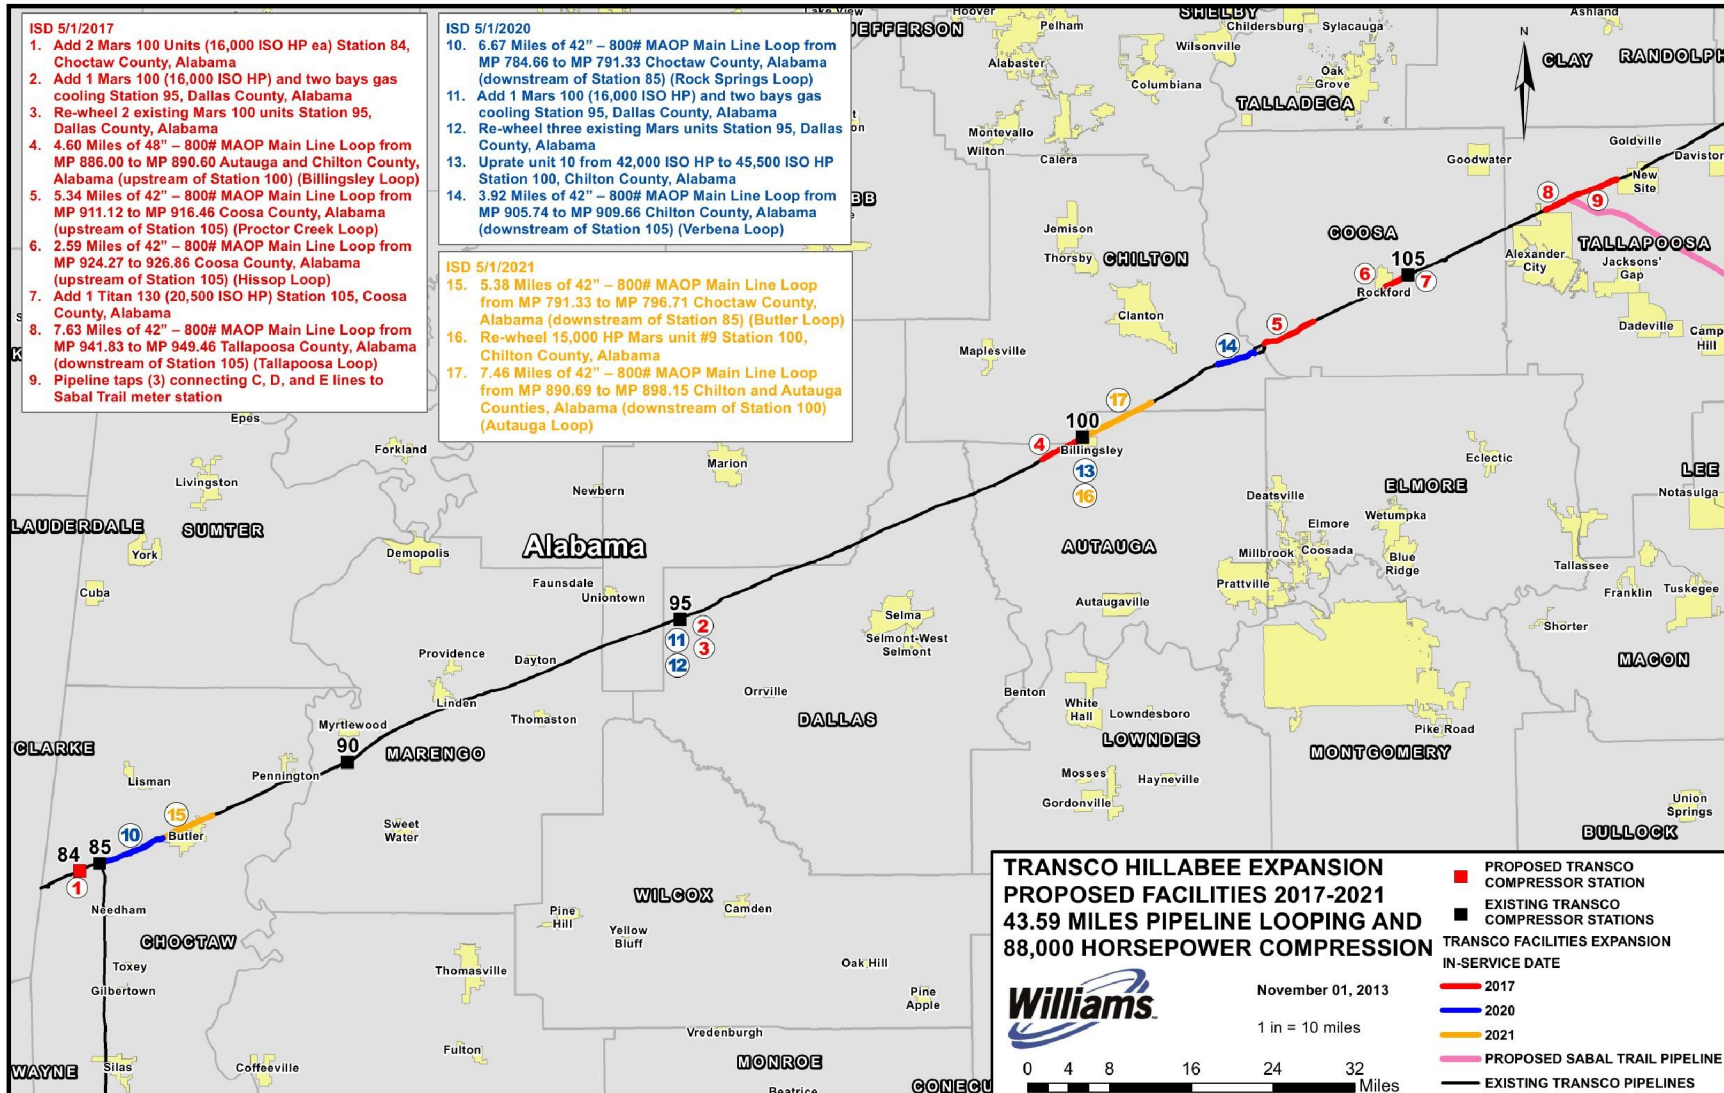 ISD 5/1/2017
1. Add 2 Mars 100 Units (16,000 ISO HP ea) Station 84,
Choctaw County, Alabama
2. Add 1 Mars 100 (16,000 ISO HP) and two bays gas
cooling Station 95, Dallas County, Alabama
3. Re-wheel 2 existing Mars 100 units Station 95,
Dallas County, Alabama
4. 4.60 Miles of 48” – 800# MAOP Main Line Loop from
MP 886.00 to MP 890.60 Autauga and Chilton County,
Alabama (upstream of Station 100) (Billingsley Loop)
5. 5.34 Miles of 42” – 800# MAOP Main Line Loop from
MP 911.12 to MP 916.46 Coosa County, Alabama
(upstream of Station 105) (Proctor Creek Loop)
6. 2.59 Miles of 42” – 800# MAOP Main Line Loop from
MP 924.27 to 926.86 Coosa County, Alabama
(upstream of Station 105) (Hissop Loop)
7. Add 1 Titan 130 (20,500 ISO HP) Station 105, Coosa
County, Alabama
8. 7.63 Miles of 42” – 800# MAOP Main Line Loop from
MP 941.83 to MP 949.46 Tallapoosa County, Alabama
(downstream of Station 105) (Tallapoosa Loop)
9. Pipeline taps (3) connecting C, D, and E lines to
Sabal Trail meter station
ISD 5/1/2020
10. 6.67 Miles of 42” – 800# MAOP Main Line Loop from
MP 784.66 to MP 791.33 Choctaw County, Alabama
(downstream of Station 85) (Rock Springs Loop)
11. Add 1 Mars 100 (16,000 ISO HP) and two bays gas
cooling Station 95, Dallas County, Alabama
12. Re-wheel three existing Mars units Station 95, Dallas
County, Alabama
13. Uprate unit 10 from 42,000 ISO HP to 45,500 ISO HP
Station 100, Chilton County, Alabama
14. 3.92 Miles of 42” – 800# MAOP Main Line Loop from
MP 905.74 to MP 909.66 Chilton County, Alabama
(downstream of Station 105) (Verbena Loop)
ISD 5/1/2021
15. 5.38 Miles of 42” – 800# MAOP Main Line Loop
from MP 791.33 to MP 796.71 Choctaw County,
Alabama (downstream of Station 85) (Butler Loop)
16. Re-wheel 15,000 HP Mars unit #9 Station 100,
Chilton County, Alabama
17. 7.46 Miles of 42” – 800# MAOP Main Line Loop
from MP 890.69 to MP 898.15 Chilton and Autauga
Counties, Alabama (downstream of Station 100)
(Autauga Loop)
Lake View
Hoover
JEFFERSON
Pelham
SHELBY
Childersburg
Sylacauga
Ashland
Wilsonville
CLAY
RANDOLPH
N
Alabaster
Columbiana
Oak
Grove
TALLADEGA
Montevallo
Wilton
Calera
Goodwater
Goldville
Daviston
New
Site
8
9
BB
Jemison
Thorsby
CHILTON
COOSA
105
6
7
Rockford
Alexander
City
TALLAPOOSA
Jacksons'
Gap
Dadeville
Camp
Hill
Clanton
5
14
Maplesville
17
100
4
Billingsley
13
16
Epes
Forkland
Livingston
Marion
Newbern
Eclectic
LEE
Notasulga
LAUDERDALE
SUMTER
York
Demopolis
Alabama
AUTAUGA
Deatsville
ELMORE
Wetumpka
Elmore
Millbrook
Coosada
Blue
Ridge
Tallassee
Cuba
Faunsdale
Uniontown
95
2
11
3
12
Selma
Selmont-West
Selmont
Autaugaville
Prattville
Franklin
Tuskegee
Shorter
MACON
Providence
Dayton
Linden
Orrville
Benton
White
Hall
Lowndesboro
Myrtlewood
Thomaston
DALLAS
Pike Road
CLARKE
90
MARENGO
LOWNDES
MONTGOMERY
Lisman
Pennington
Mosses
Hayneville
Gordonville
Union
Springs
15
Sweet
Water
BULLOCK
10
Butler
84
85
1
Needham
WILCOX
Pine
Hill
Camden
Yellow
Bluff
CHOCTAW
Toxey
Gilbertown
Thomasville
Oak Hill
Pine
Apple
Vredenburgh
WAYNE
Silas
Coffeeville
Fulton
MONROE
Beatrice
CONECU
TRANSCO HILLABEE EXPANSION
PROPOSED FACILITIES 2017-2021
43.59 MILES PIPELINE LOOPING AND
88,000 HORSEPOWER COMPRESSION
Williams
November 01, 2013
1 in = 10 miles
0 4 8 16 24 32
Miles
PROPOSED TRANSCO
COMPRESSOR STATION
EXISTING TRANSCO
COMPRESSOR STATIONS
TRANSCO FACILITIES EXPANSION
IN-SERVICE DATE
2017
2020
2021
PROPOSED SABAL TRAIL PIPELINE
EXISTING TRANSCO PIPELINES